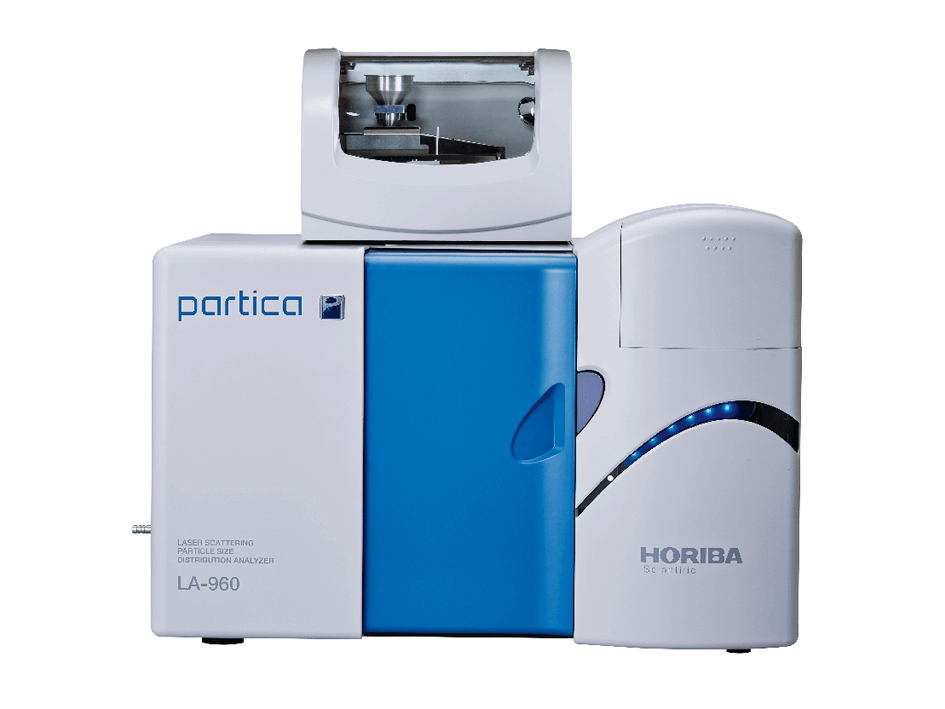 partica
LASER SCATTERING
PARTICLE SIZE
DISTRIBUTION ANALYZER
LA-960
HORIBA
Scientific